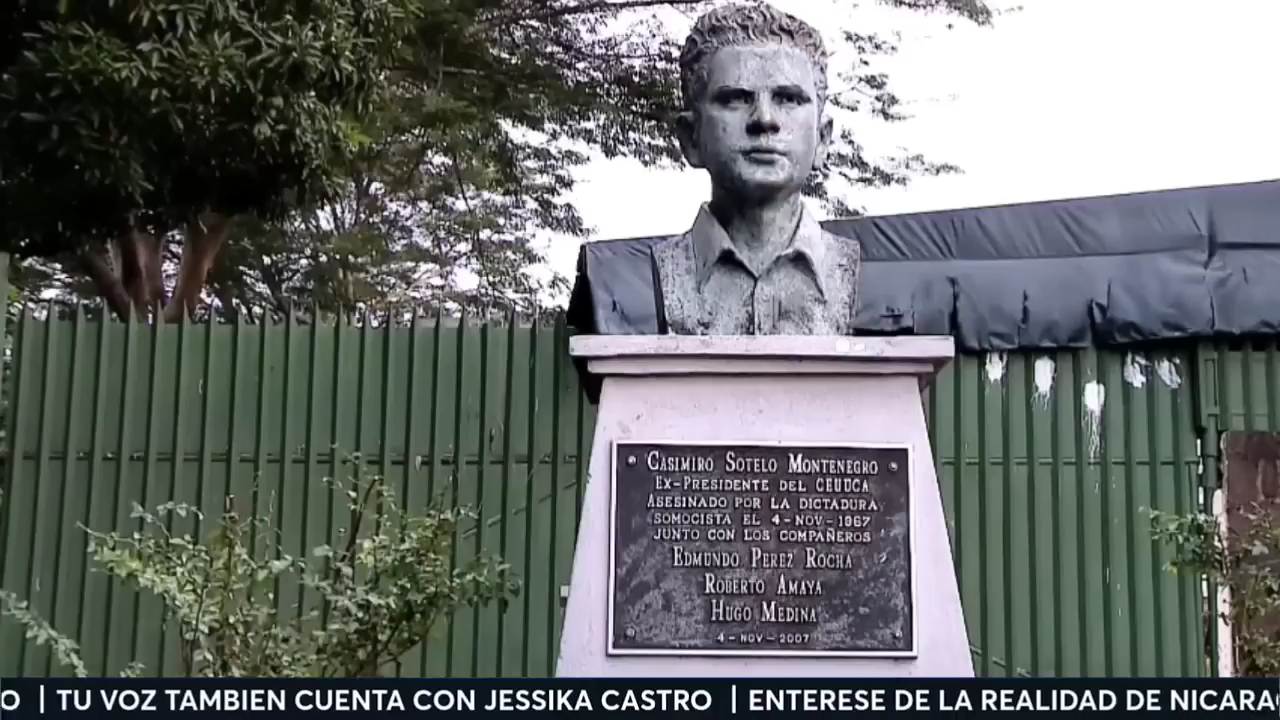 CASIMIRO SOTELO MONTENEGRO
EX-PRESIDENTE DEL CEUUCA
ASESINADO POR LA DICTADURA
SOMOCISTA EL 4-NOV-1967
JUNTO CON LOS COMPAÑEROS
EDMUNDO PEREZ ROCHA
ROBERTO AMAYA
HUGO MEDINA
4-NOV-2007
O | TU VOZ TAMBIEN CUENTA CON JESSIKA CASTRO | ENTERESE DE LA REALIDAD DE NICARA